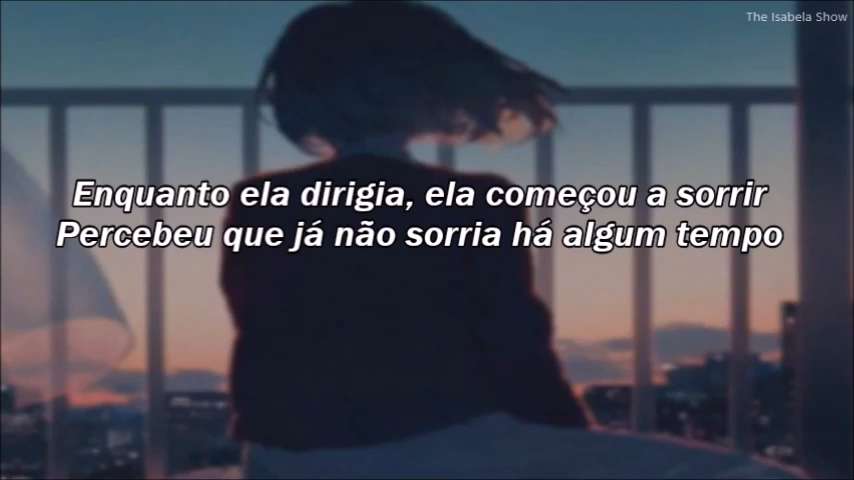 The Isabela Show
Enquanto ela dirigia, ela começou a sorrir
Percebeu que já não sorria há algum tempo